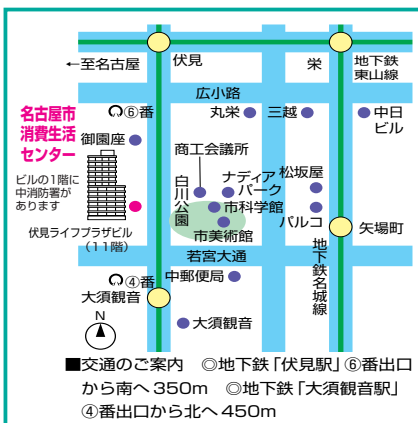 ←至名古屋
伏見
栄
地下鉄
東山線
広小路
名古屋市
消費生活
センター
⑥番
丸栄
三越
中日
ビル
御園座
商工会議所
ビルの1階に
中消防署が
あります
白川公園
ナディア
パーク
松坂屋
市科学館
パルコ
矢場町
伏見ライフプラザビル
（11階）
市美術館
若宮大通
地下鉄名城線
④番
中郵便局
大須観音
N
大須観音
■交通のご案内 ◎地下鉄「伏見駅」⑥番出口
から南へ350m ◎地下鉄「大須観音駅」
④番出口から北へ450m